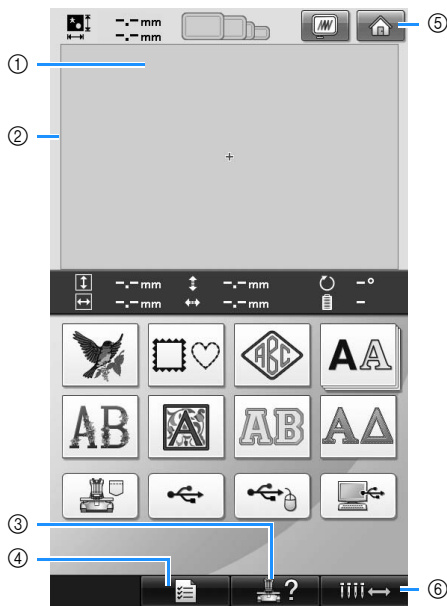 -.- mm
-.- mm
① ② ③ ④ ⑤ ⑥
+
-.- mm -.- mm - °
-.- mm -.- mm -
ABC AA
AB A AB AΔ
?